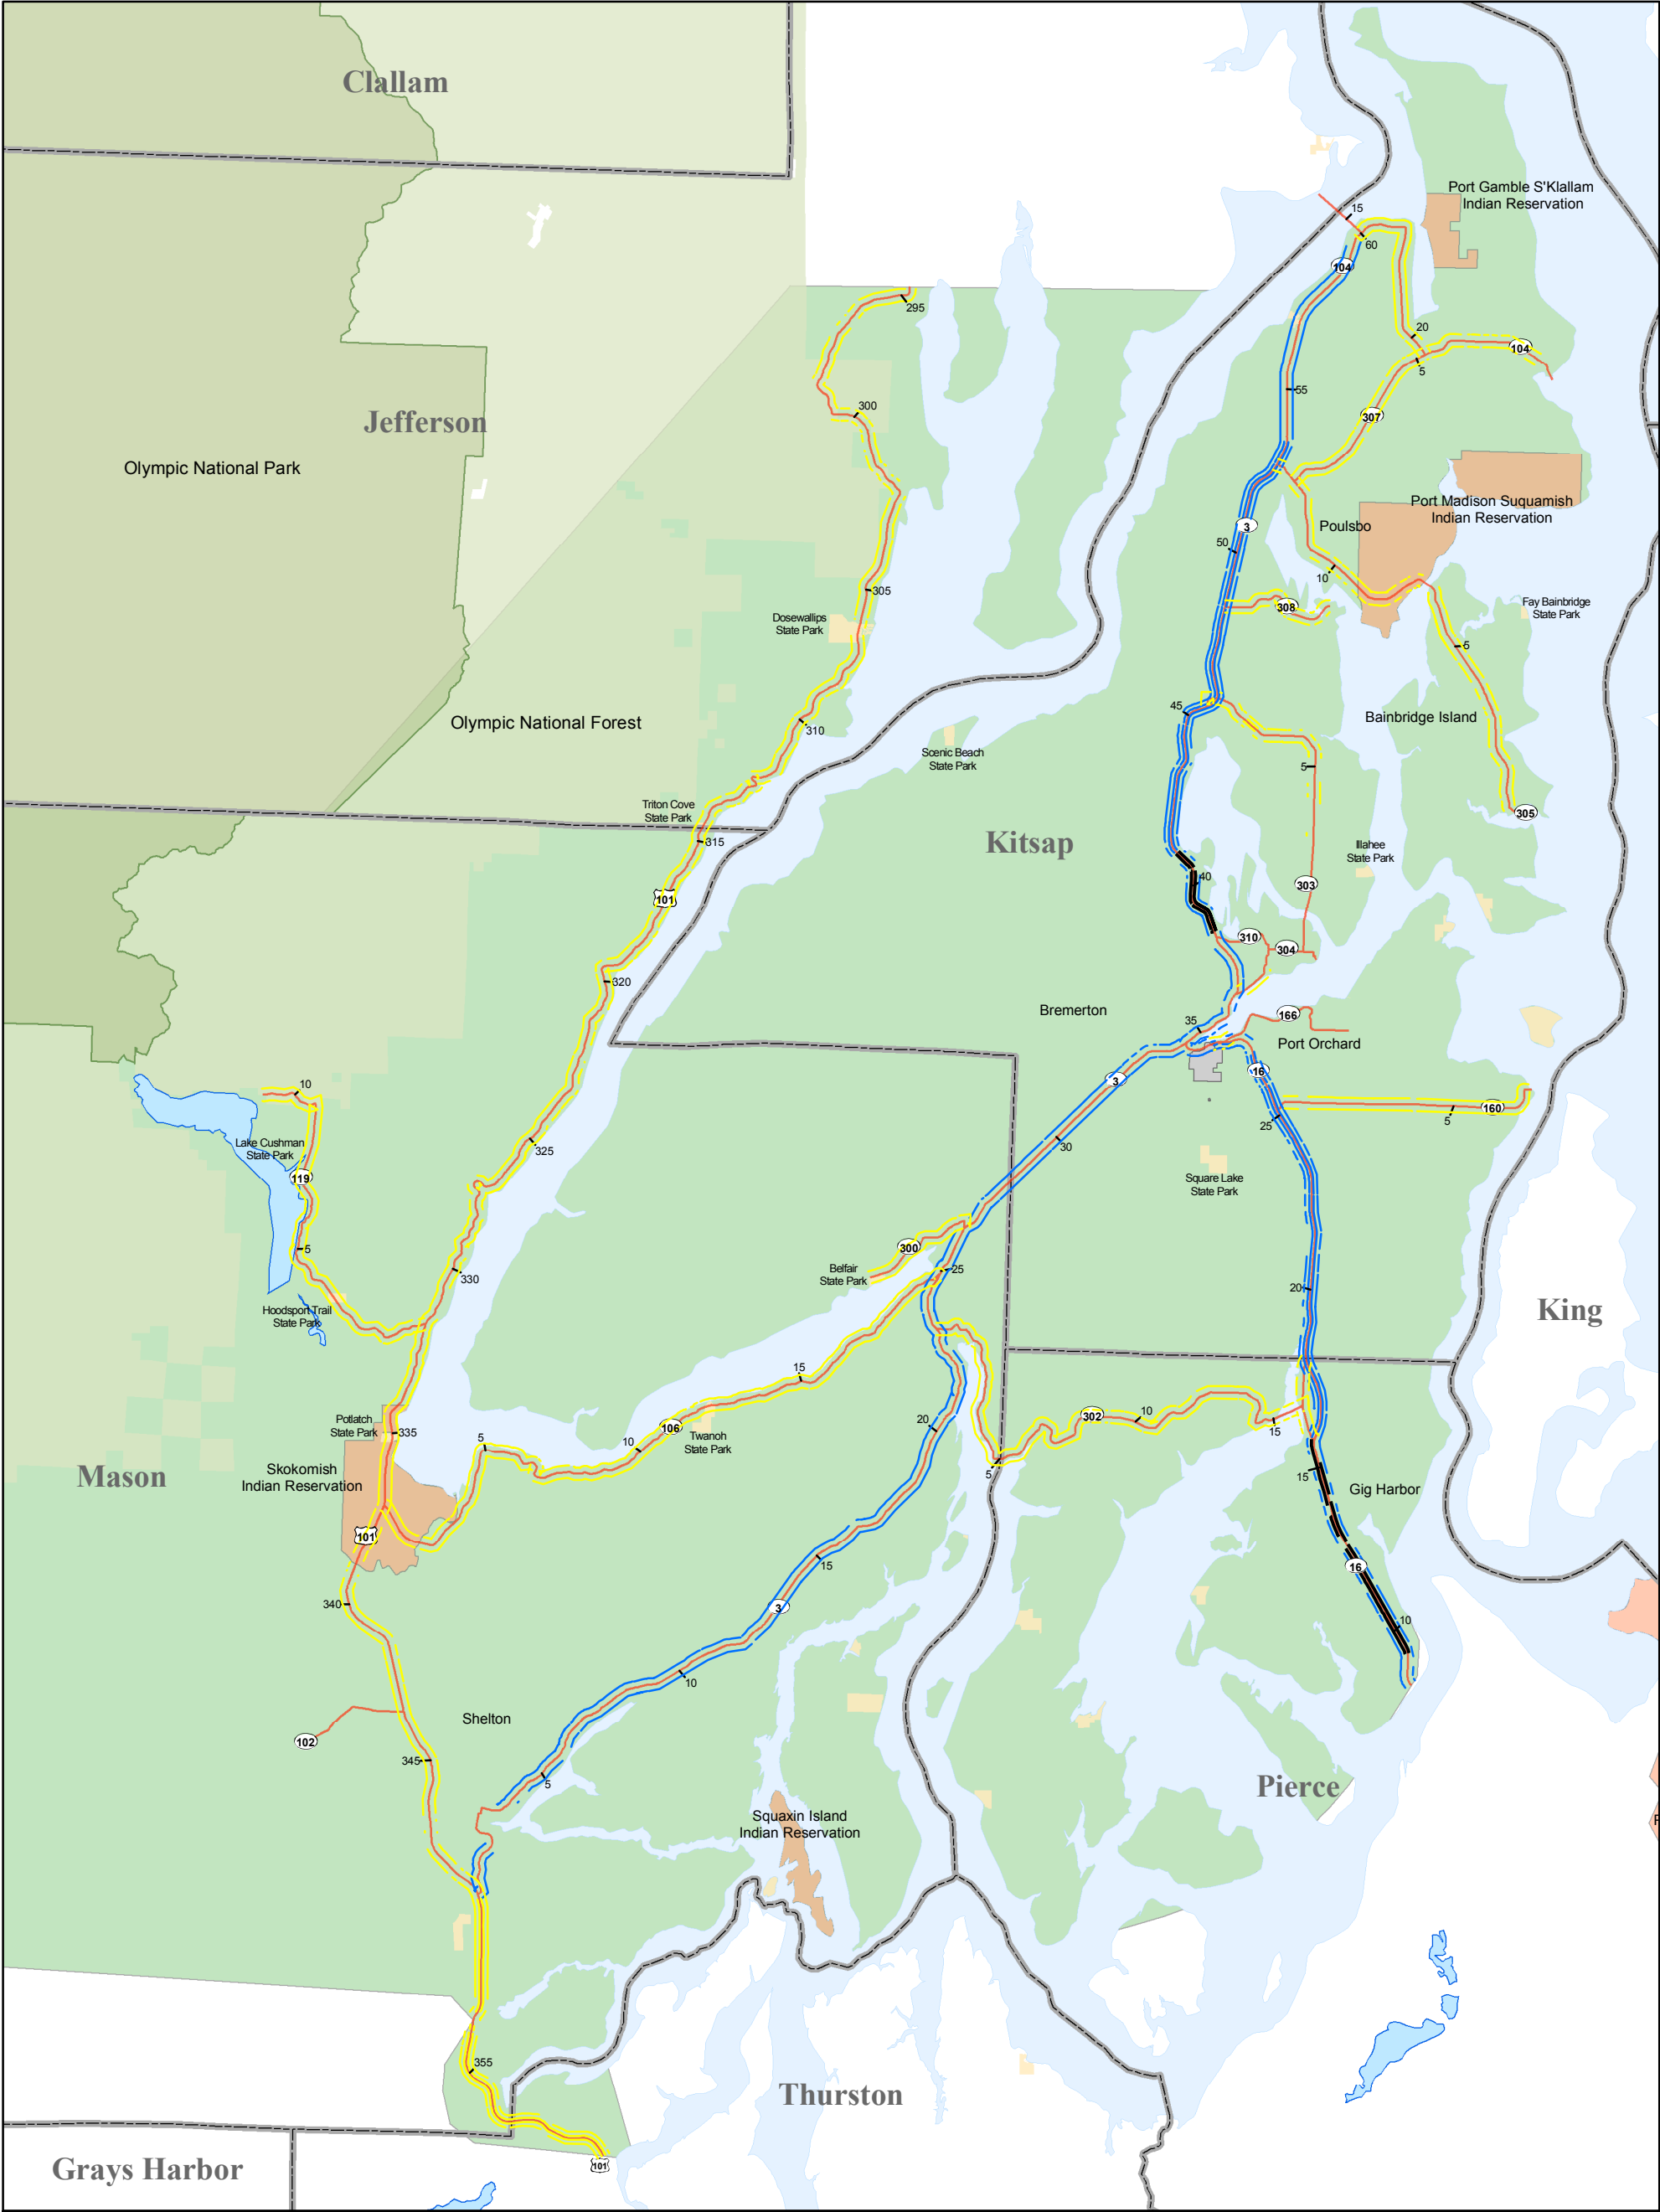 Clallam
Port Gamble S'Klallam
Indian Reservation
15
60
104
295
20
104
5
55
300
307
Jefferson
Olympic National Park
Port Madison Suquamish
Indian Reservation
3
Poulsbo
50
10
305
308
Fay Bainbridge
State Park
Dosewallips
State Park
5
45
Bainbridge Island
Olympic National Forest
310
Scenic Beach
State Park
5
Triton Cove
State Park
305
315
Kitsap
Illahee
State Park
40
303
101
310
304
320
Bremerton
35
166
Port Orchard
3
16
10
160
5
25
Lake Cushman
State Park
325
30
119
Square Lake
State Park
300
5
Belfair
State Park
25
330
20
Hoodsport Trail
State Park
King
15
Potlatch
State Park
335
5
106
10
Twanoh
State Park
20
302
10
15
Mason
Skokomish
Indian Reservation
5
15
Gig Harbor
101
15
16
340
3
10
10
Shelton
102
345
5
Pierce
Squaxin Island
Indian Reservation
355
Thurston
Grays Harbor
101